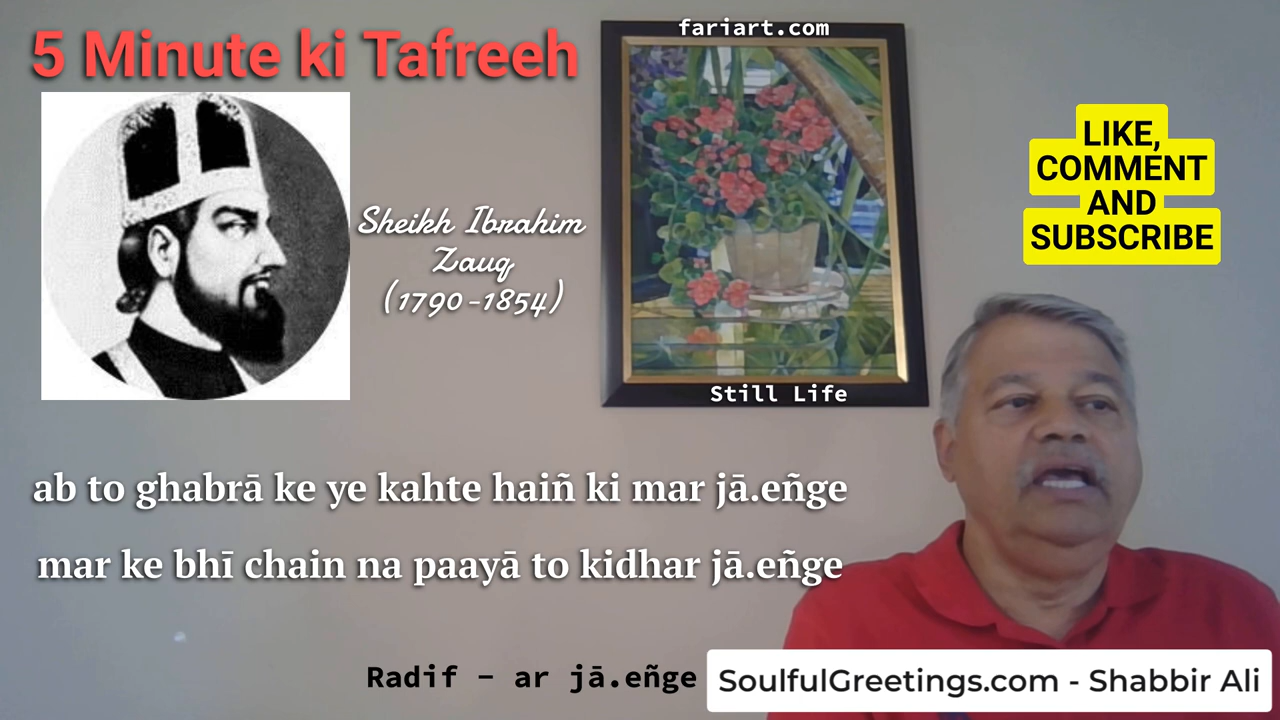 5 Minute ki Tafreeh
fariart.com
LIKE,
COMMENT
AND
SUBSCRIBE
Sheikh Ibrahim
Zauq
(1790-1854)
Still Life
ab to ghabrā ke ye kahte haiñ ki mar jā.eñge
mar ke bhī chain na paayā to kidhar jā.eñge
Radif - ar jā.eñge
SoulfulGreetings.com - Shabbir Ali